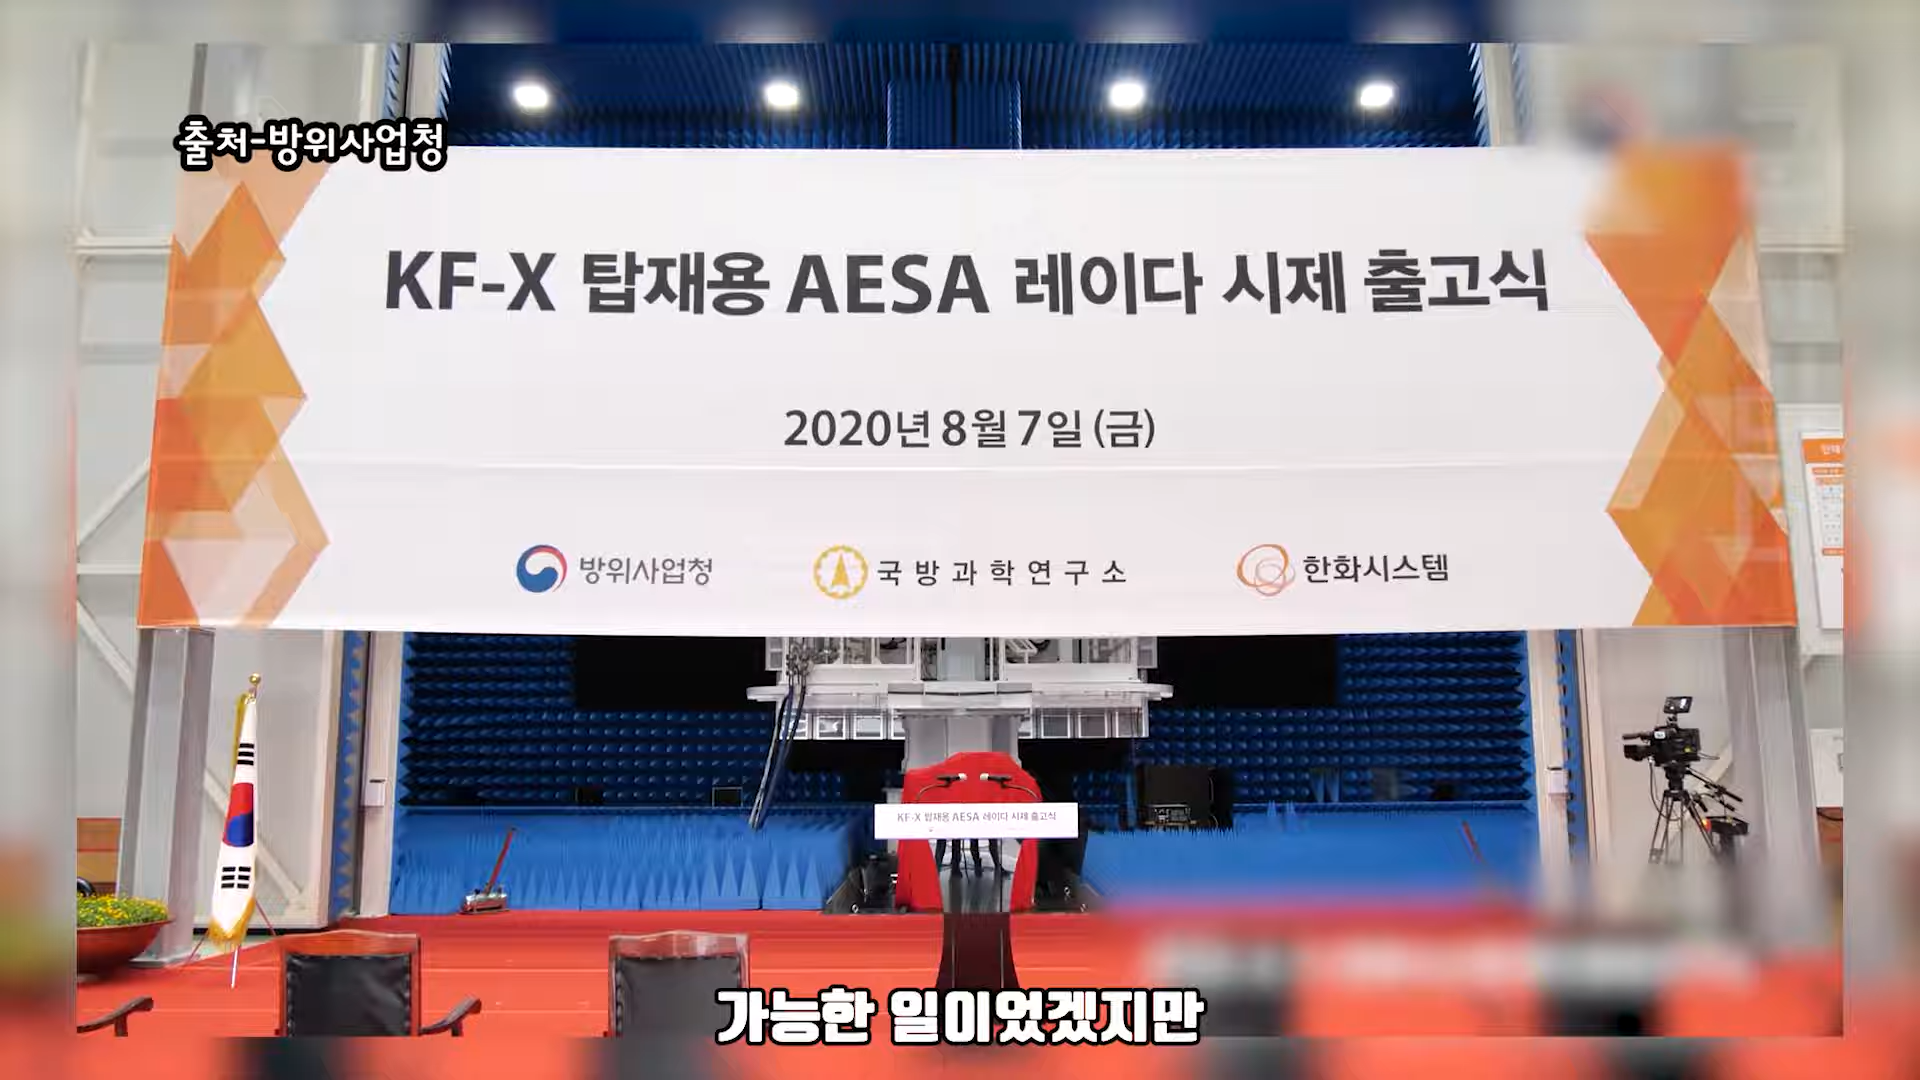 출처-방위사업청
KF-X 탑재용 AESA 레이다 시제 출고식
2020년 8월 7일 (금)
방위사업청 국방과학연구소 한화시스템
KF-X 탑재용 AESA 레이다 시제 출고식
가능한 일이었겠지만